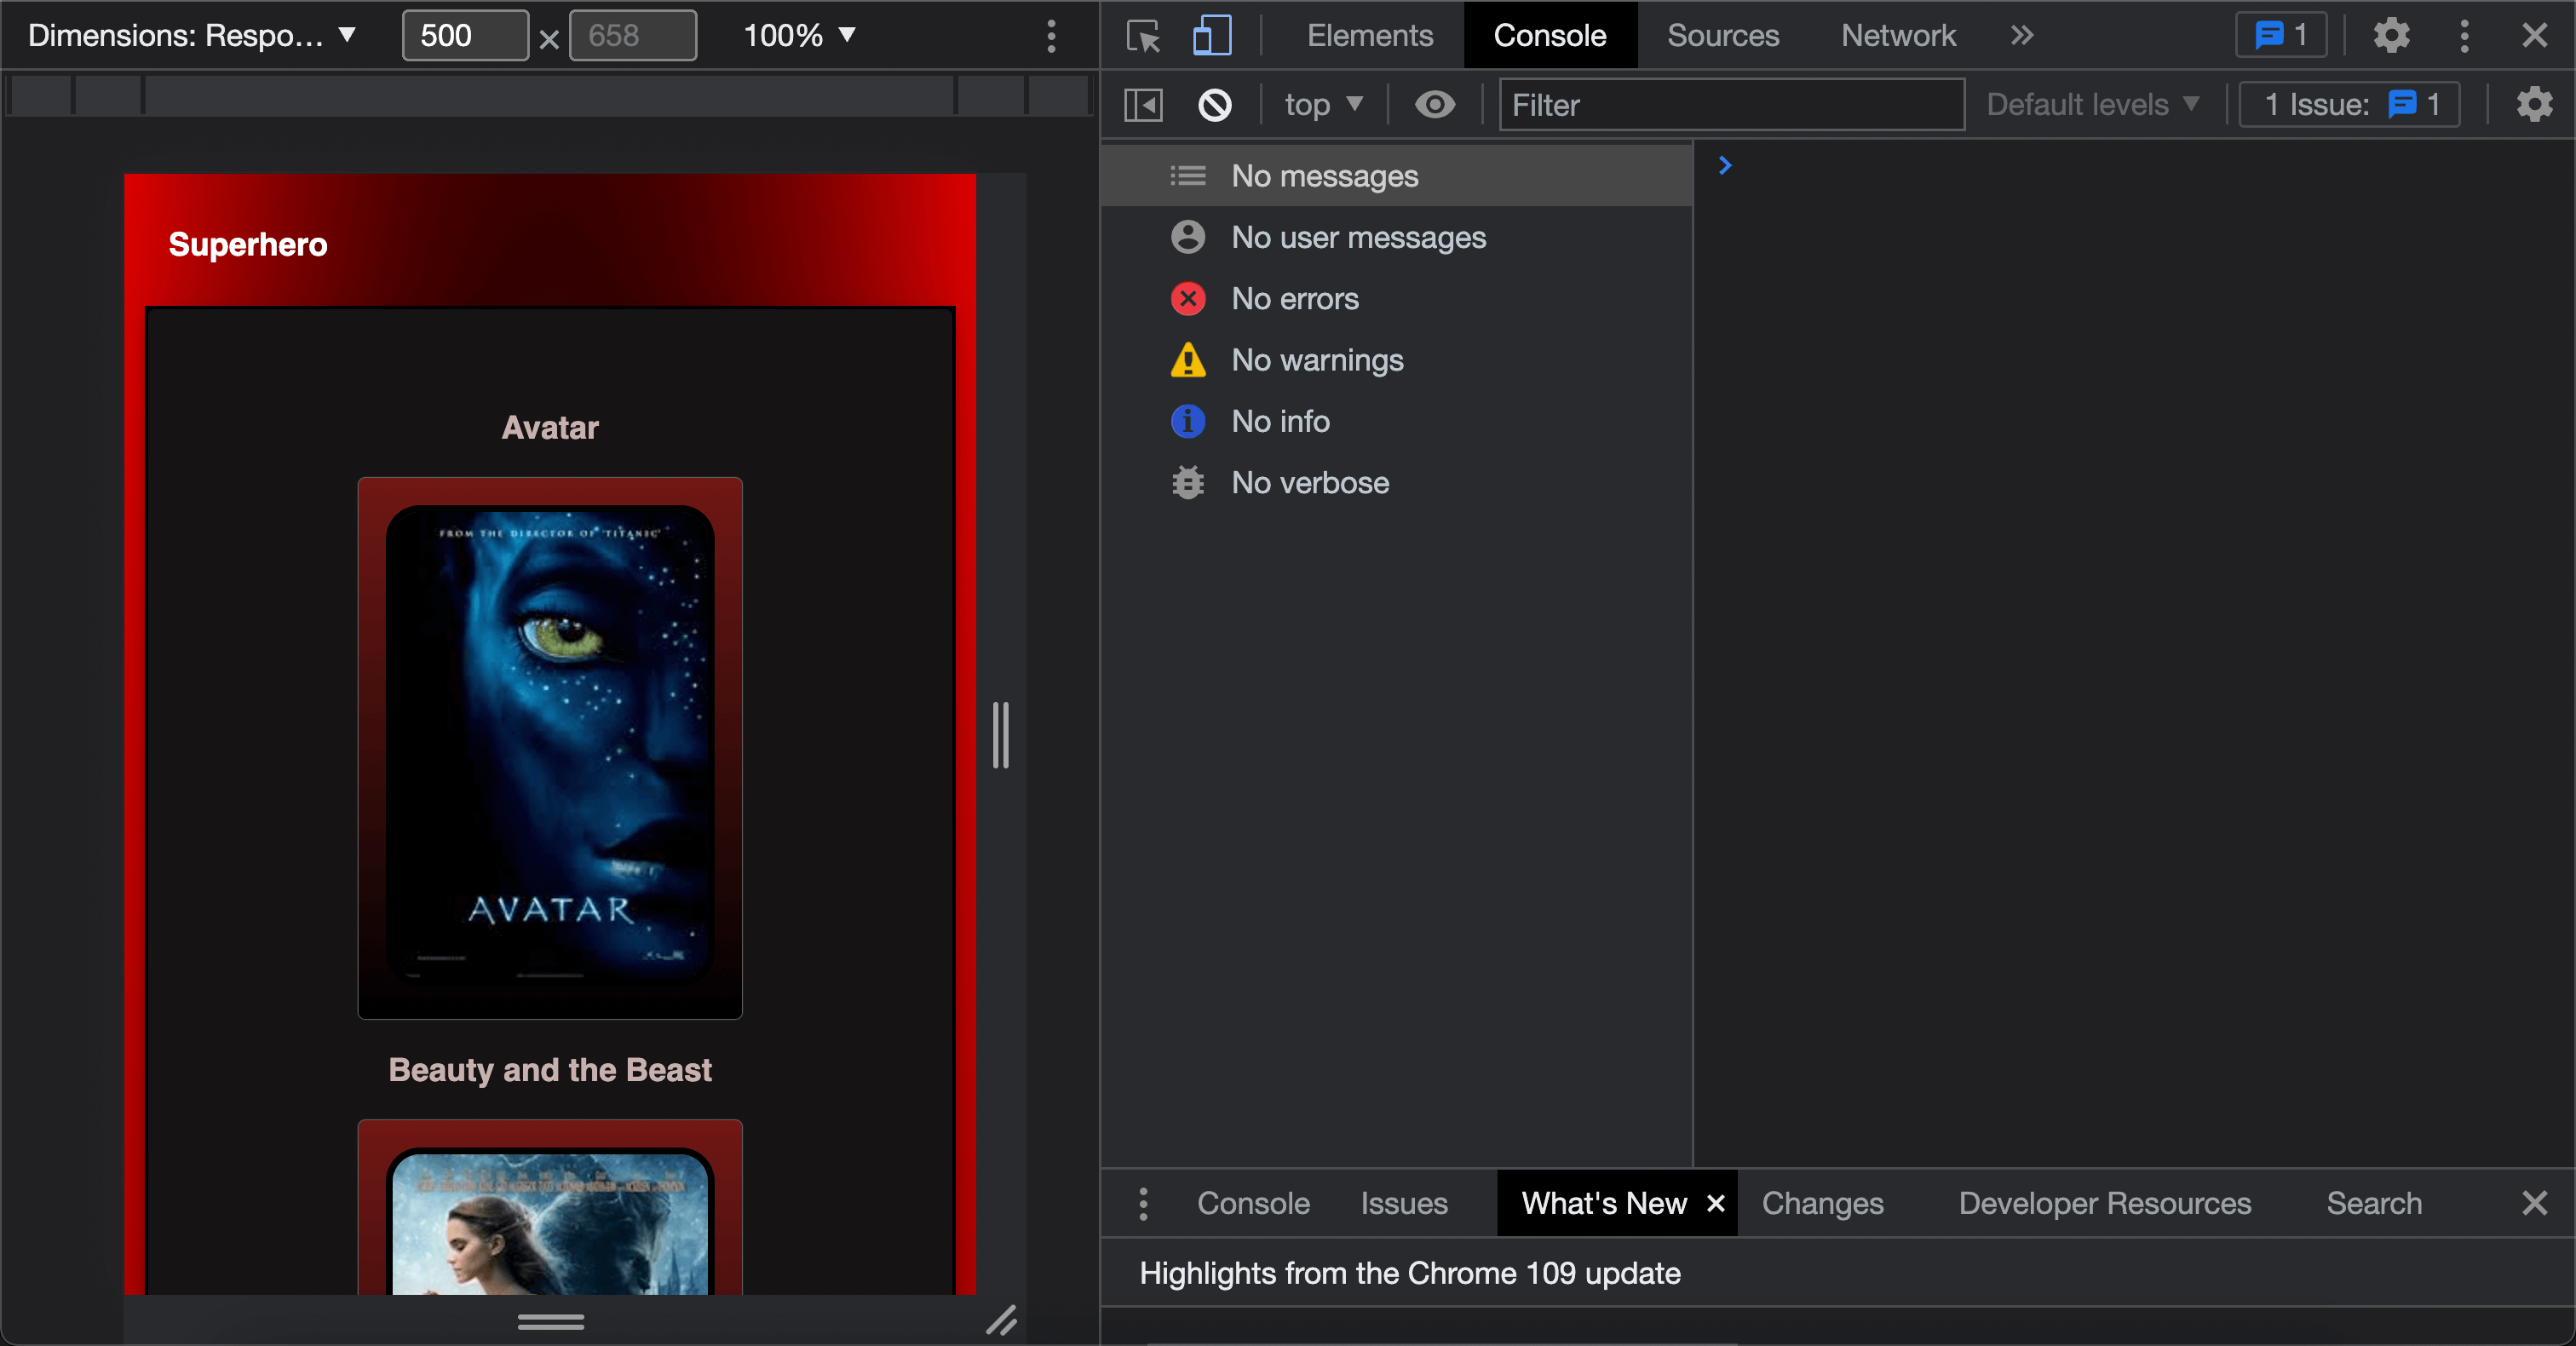 Dimensions: Respo... 500 × 658 100%
Elements Console Sources Network 1
top Filter Default levels 1 Issue: 1
No messages
No user messages
No errors
No warnings
No info
No verbose
Superhero
Avatar
FROM THE DIRECTOR OF 'TITANIC'
AVATAR
Beauty and the Beast
Console Issues What's New Changes Developer Resources Search
Highlights from the Chrome 109 update